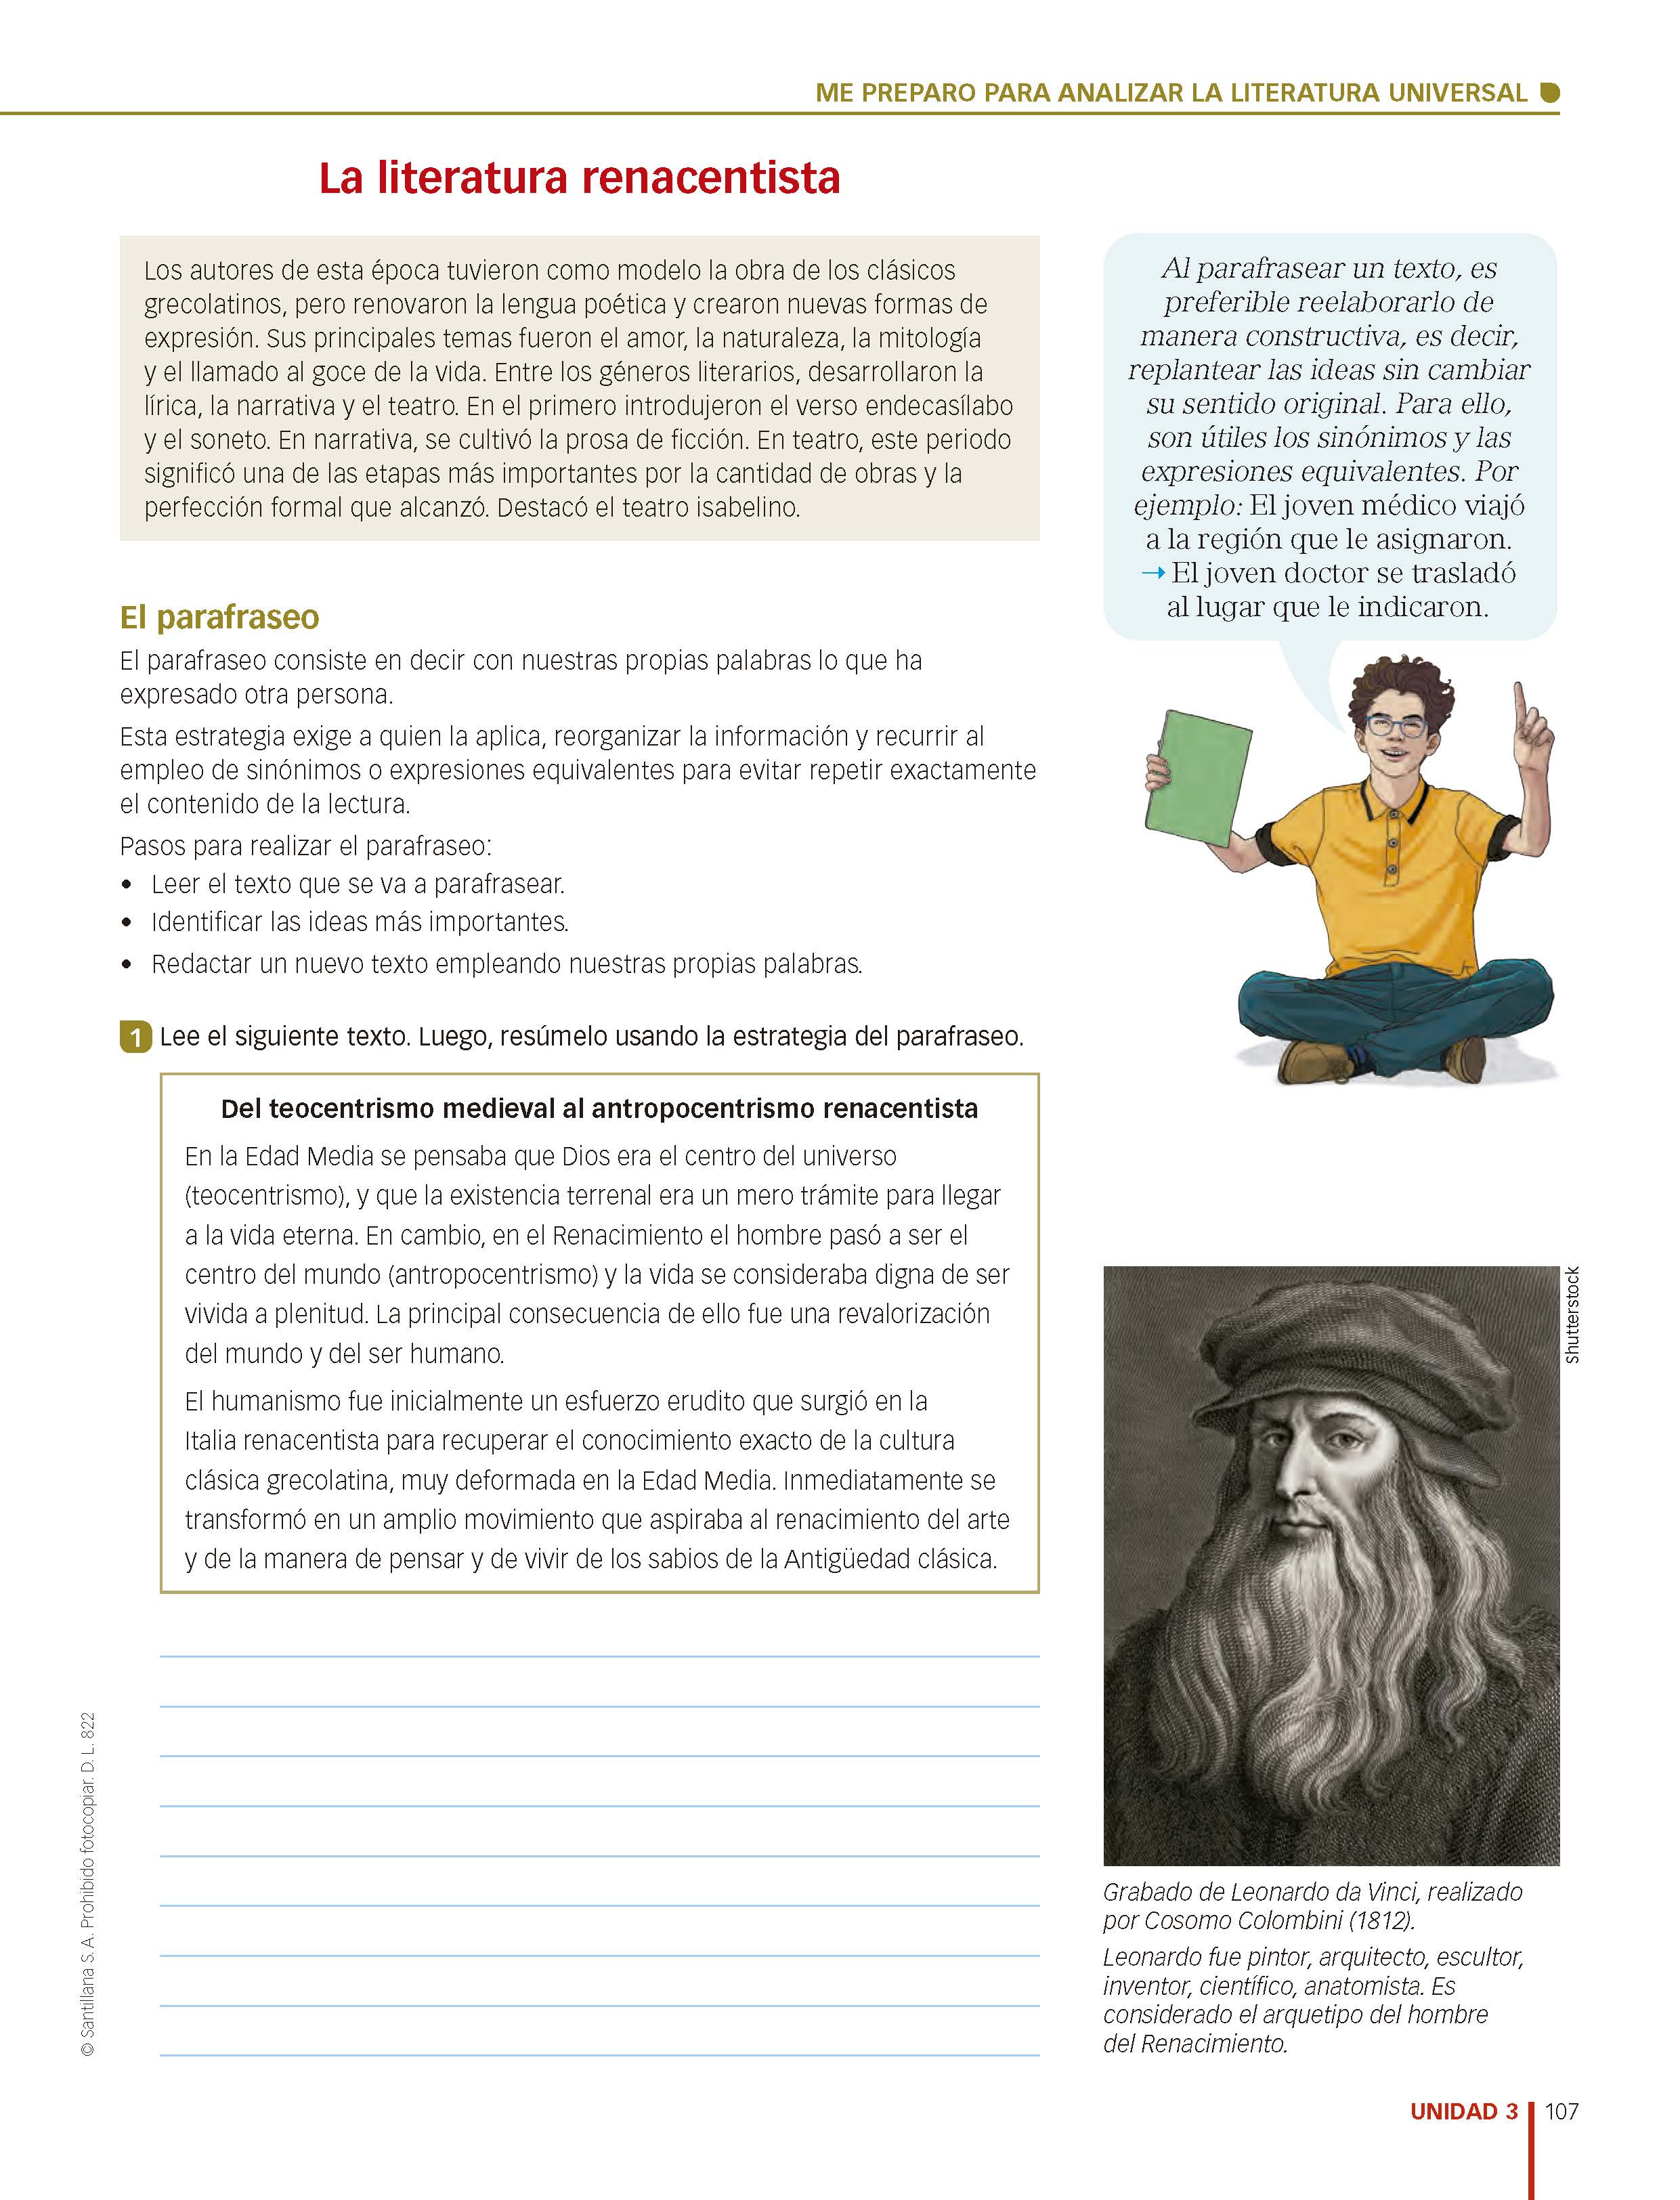 ME PREPARO PARA ANALIZAR LA LITERATURA UNIVERSAL
La literatura renacentista
Los autores de esta época tuvieron como modelo la obra de los clásicos
grecolatinos, pero renovaron la lengua poética y crearon nuevas formas de
expresión. Sus principales temas fueron el amor, la naturaleza, la mitología
y el llamado al goce de la vida. Entre los géneros literarios, desarrollaron la
lírica, la narrativa y el teatro. En el primero introdujeron el verso endecasílabo
y el soneto. En narrativa, se cultivó la prosa de ficción. En teatro, este periodo
significó una de las etapas más importantes por la cantidad de obras y la
perfección formal que alcanzó. Destacó el teatro isabelino.
El parafraseo
El parafraseo consiste en decir con nuestras propias palabras lo que ha
expresado otra persona.
Esta estrategia exige a quien la aplica, reorganizar la información y recurrir al
empleo de sinónimos o expresiones equivalentes para evitar repetir exactamente
el contenido de la lectura.
Pasos para realizar el parafraseo:
• Leer el texto que se va a parafrasear.
• Identificar las ideas más importantes.
• Redactar un nuevo texto empleando nuestras propias palabras.
1 Lee el siguiente texto. Luego, resúmelo usando la estrategia del parafraseo.
Del teocentrismo medieval al antropocentrismo renacentista
En la Edad Media se pensaba que Dios era el centro del universo
(teocentrismo), y que la existencia terrenal era un mero trámite para llegar
a la vida eterna. En cambio, en el Renacimiento el hombre pasó a ser el
centro del mundo (antropocentrismo) y la vida se consideraba digna de ser
vivida a plenitud. La principal consecuencia de ello fue una revalorización
del mundo y del ser humano.
El humanismo fue inicialmente un esfuerzo erudito que surgió en la
Italia renacentista para recuperar el conocimiento exacto de la cultura
clásica grecolatina, muy deformada en la Edad Media. Inmediatamente se
transformó en un amplio movimiento que aspiraba al renacimiento del arte
y de la manera de pensar y de vivir de los sabios de la Antigüedad clásica.
Al parafrasear un texto, es
preferible reelaborarlo de
manera constructiva, es decir,
replantear las ideas sin cambiar
su sentido original. Para ello,
son útiles los sinónimos y las
expresiones equivalentes. Por
ejemplo: El joven médico viajó
a la región que le asignaron.
→ El joven doctor se trasladó
al lugar que le indicaron.
Shutterstock
Grabado de Leonardo da Vinci, realizado
por Cosomo Colombini (1812).
Leonardo fue pintor, arquitecto, escultor,
inventor, científico, anatomista. Es
considerado el arquetipo del hombre
del Renacimiento.
© Santillana S. A. Prohibido fotocopiar. D. L. 822
UNIDAD 3 107